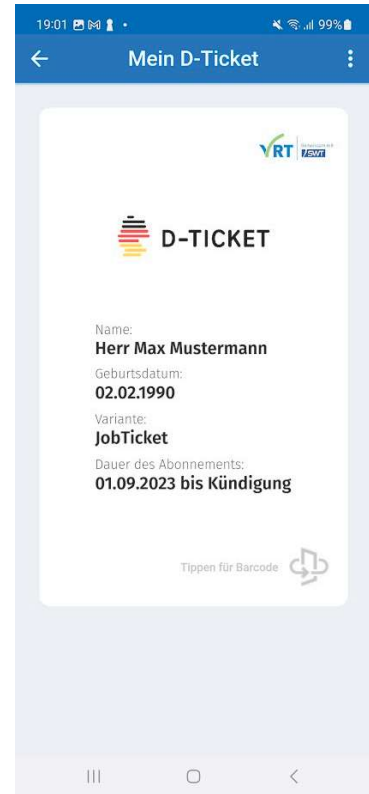 19:01
99%
Mein D-Ticket
VRT
SWT
D-TICKET
Name:
Herr Max Mustermann
Geburtsdatum:
02.02.1990
Variante:
JobTicket
Dauer des Abonnements:
01.09.2023 bis Kündigung
Tippen für Barcode